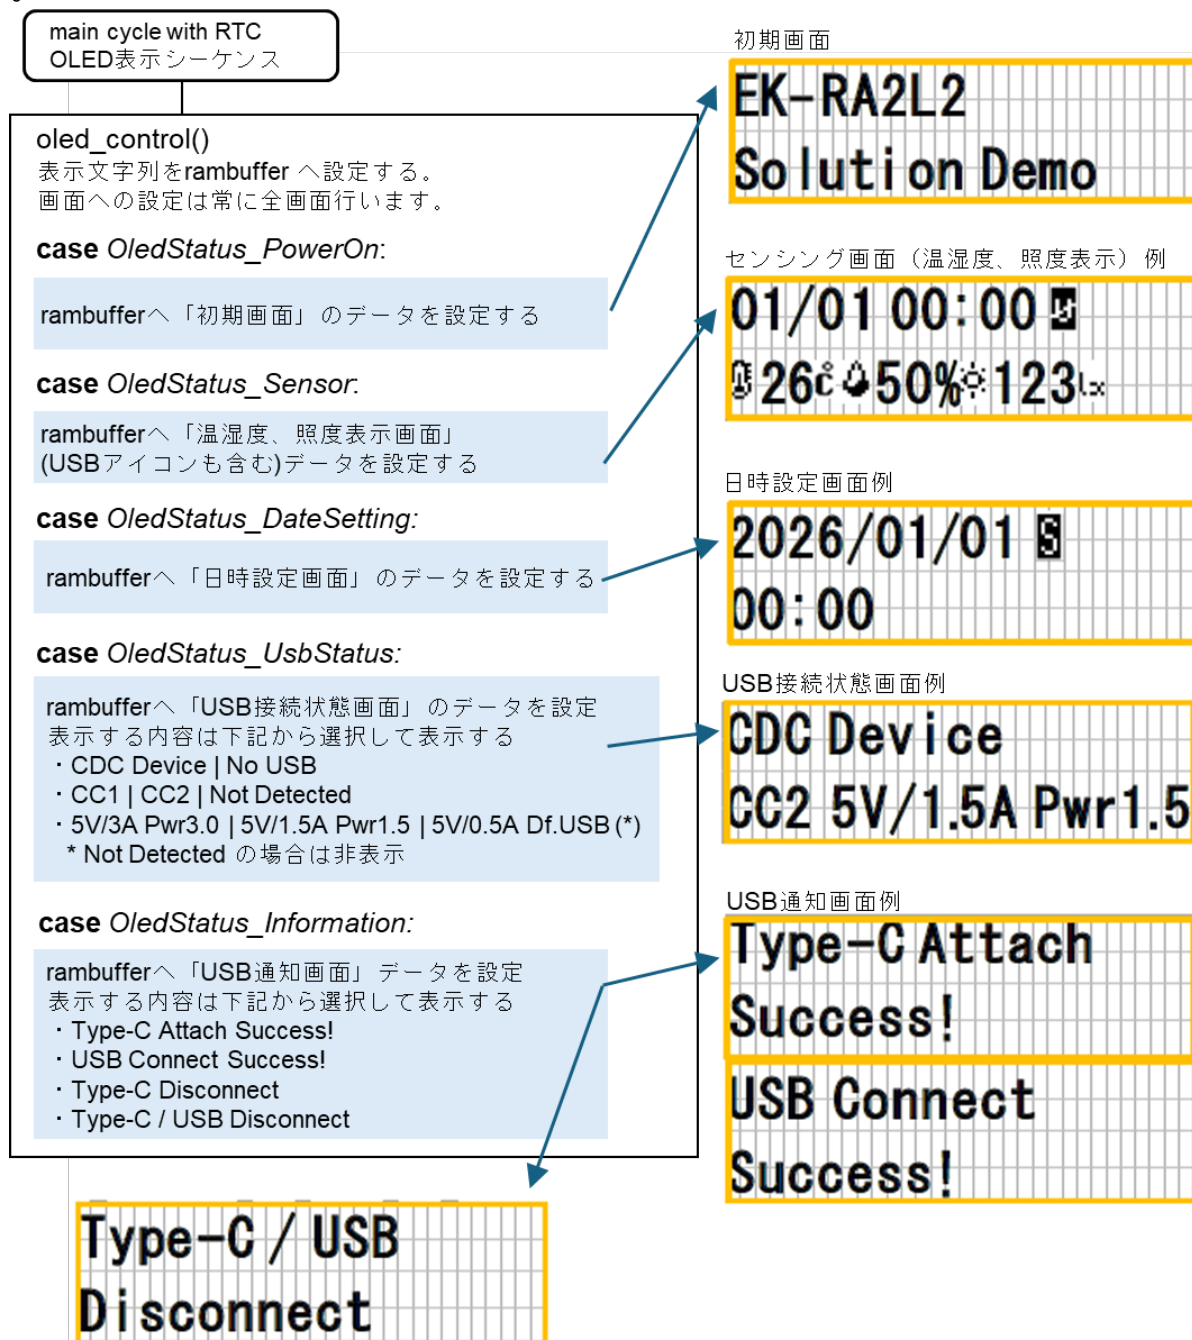 main cycle with RTC
OLED表示シーケンス
oled_control()
表示文字列をrambuffer へ設定する。
画面への設定は常に全画面行います。
case OledStatus_PowerOn:
rambufferへ「初期画面」のデータを設定する
case OledStatus_Sensor:
rambufferへ「温湿度、照度表示画面」
(USBアイコンも含む)データを設定する
case OledStatus_DateSetting:
rambufferへ「日時設定画面」のデータを設定する
case OledStatus_UsbStatus:
rambufferへ「USB接続状態画面」のデータを設定
表示する内容は下記から選択して表示する
・CDC Device | No USB
・CC1 | CC2 | Not Detected
・5V/3A Pwr3.0 | 5V/1.5A Pwr1.5 | 5V/0.5A Df.USB (*)
* Not Detected の場合は非表示
case OledStatus_Information:
rambufferへ「USB通知画面」データを設定
表示する内容は下記から選択して表示する
・Type-C Attach Success!
・USB Connect Success!
・Type-C Disconnect
・Type-C / USB Disconnect
初期画面
EK-RA2L2
Solution Demo
センシング画面（温湿度、照度表示）例
01/01 00:00
26℃ 50% 123lx
日時設定画面例
2026/01/01 S
00:00
USB接続状態画面例
CDC Device
CC2 5V/1.5A Pwr1.5
USB通知画面例
Type-C Attach
Success!
USB Connect
Success!
Type-C / USB
Disconnect